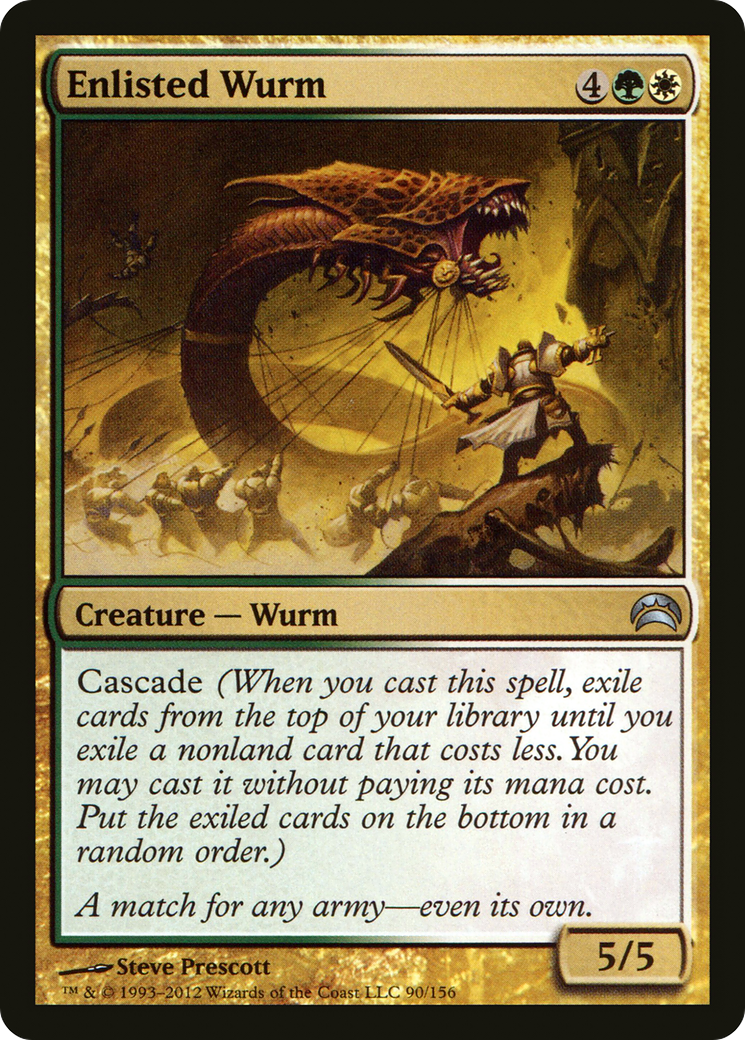 Enlisted Wurm 4
Creature — Wurm
Cascade (When you cast this spell, exile
cards from the top of your library until you
exile a nonland card that costs less. You
may cast it without paying its mana cost.
Put the exiled cards on the bottom in a
random order.)
A match for any army—even its own.
5/5
Steve Prescott
™ & © 1993–2012 Wizards of the Coast LLC 90/156